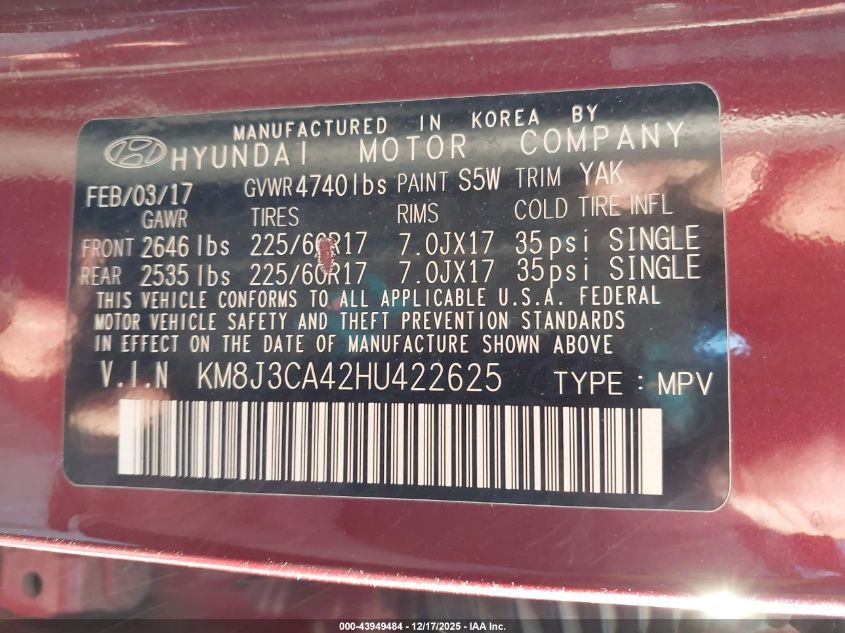 MANUFACTURED IN KOREA BY
HYUNDAI MOTOR COMPANY
FEB/03/17 GVWR 4740lbs PAINT S5W TRIM YAK
GAWR TIRES RIMS COLD TIRE INFL
FRONT 2646 lbs 225/60R17 7.0JX17 35psi SINGLE
REAR 2535 lbs 225/60R17 7.0JX17 35psi SINGLE
THIS VEHICLE CONFORMS TO ALL APPLICABLE U.S.A. FEDERAL
MOTOR VEHICLE SAFETY AND THEFT PREVENTION STANDARDS
IN EFFECT ON THE DATE OF MANUFACTURE SHOWN ABOVE
V.I.N KM8J3CA42HU422625 TYPE : MPV
000-43949484 - 12/17/2025 - IAA Inc.